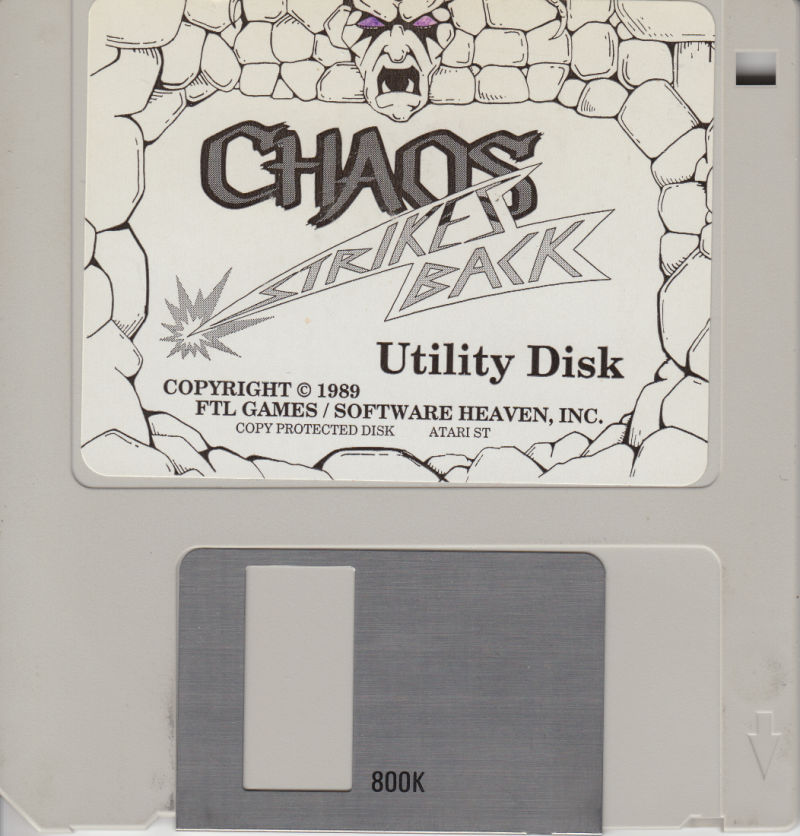 CHAOS
STRIKES
BACK
Utility Disk
COPYRIGHT © 1989
FTL GAMES / SOFTWARE HEAVEN, INC.
COPY PROTECTED DISK ATARI ST
800K